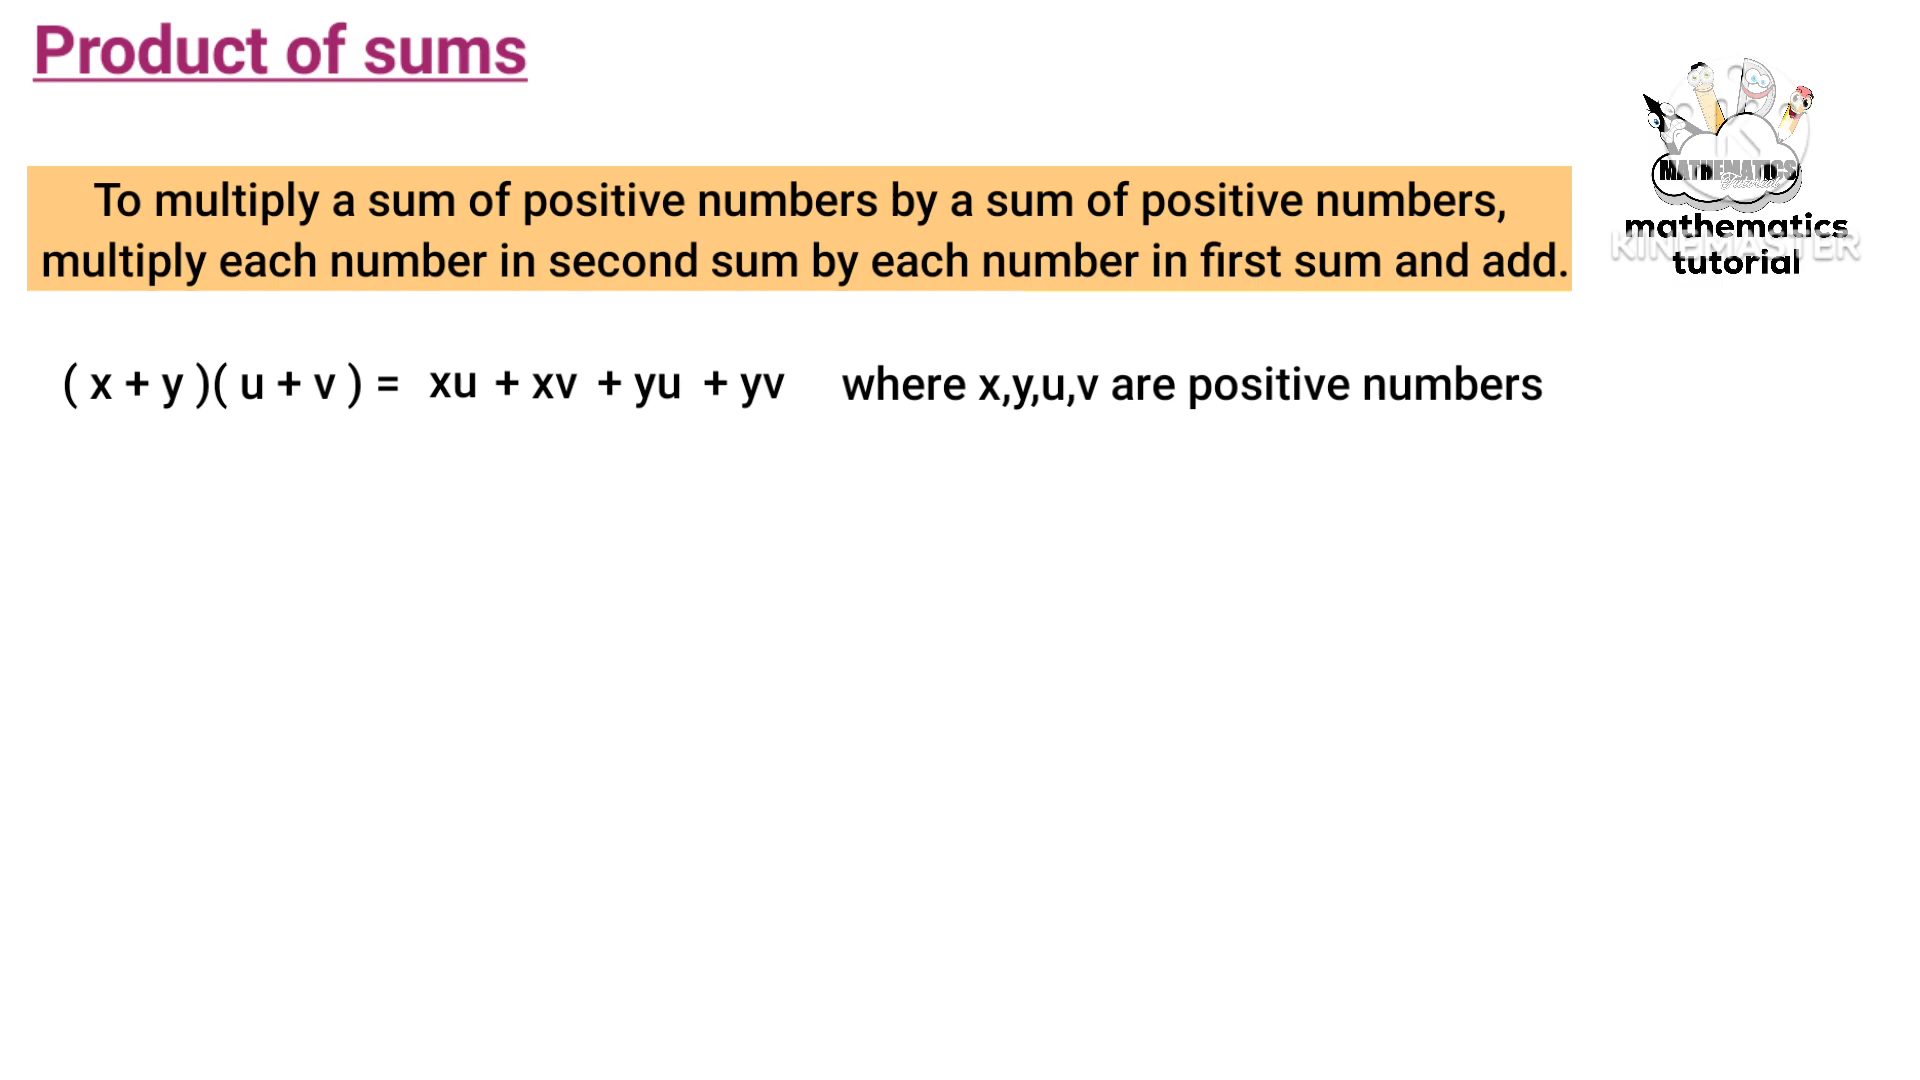 Product of sums
To multiply a sum of positive numbers by a sum of positive numbers,
multiply each number in second sum by each number in first sum and add.
( x + y )( u + v ) = xu + xv + yu + yv where x,y,u,v are positive numbers
MATHEMATICS
Tutorial
mathematics
KINEMASTER
tutorial